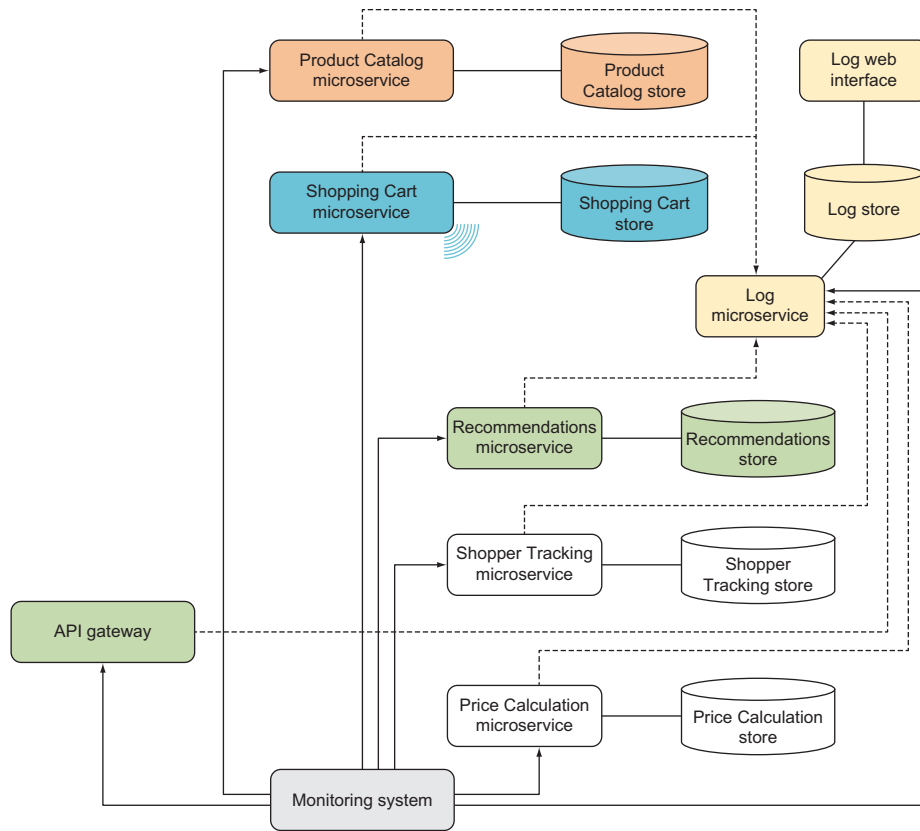 Product Catalog
microservice
Product
Catalog store
Log web
interface
Shopping Cart
microservice
Shopping Cart
store
Log store
Log
microservice
Recommendations
microservice
Recommendations
store
Shopper Tracking
microservice
Shopper
Tracking store
API gateway
Price Calculation
microservice
Price Calculation
store
Monitoring system